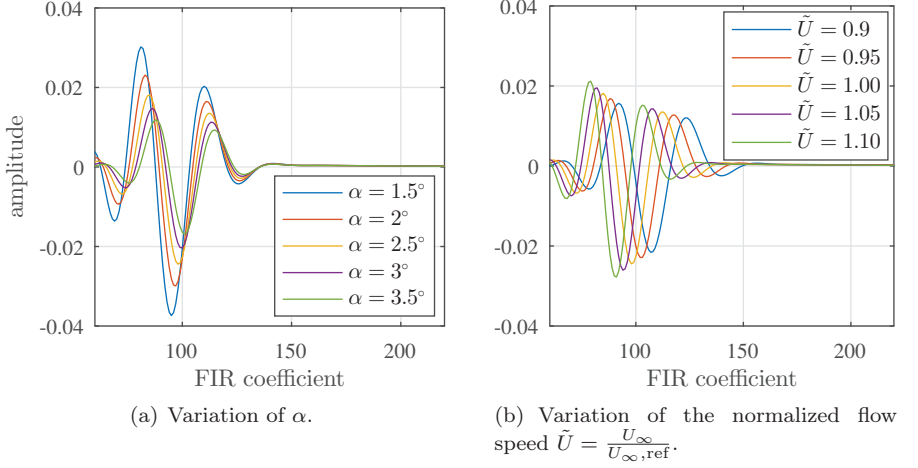 0.04
0.02
0
-0.02
-0.04
amplitude
α = 1.5°
α = 2°
α = 2.5°
α = 3°
α = 3.5°
100
150
200
FIR coefficient
(a) Variation of α.
0.04
0.02
0
-0.02
-0.04
Ũ = 0.9
Ũ = 0.95
Ũ = 1.00
Ũ = 1.05
Ũ = 1.10
100
150
200
FIR coefficient
(b) Variation of the normalized flow
speed Ũ = U∞/U∞,ref.